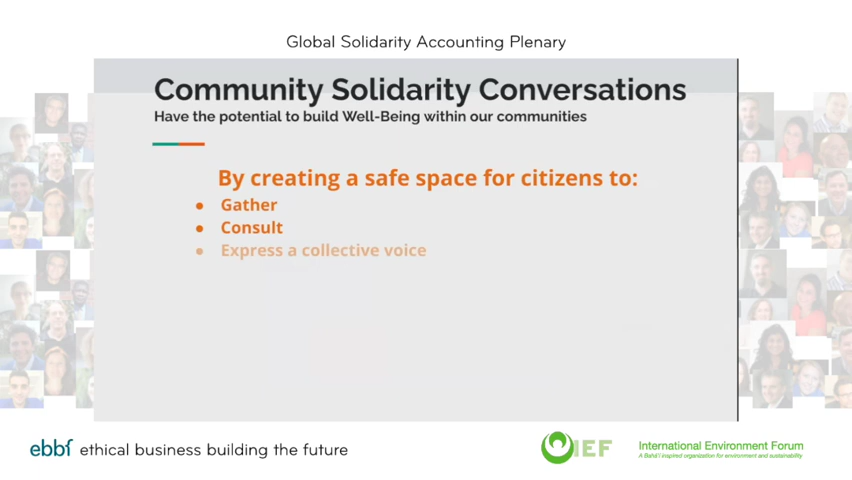 Global Solidarity Accounting Plenary
Community Solidarity Conversations
Have the potential to build Well-Being within our communities
By creating a safe space for citizens to:
● Gather
● Consult
● Express a collective voice
ebbf ethical business building the future
IEF
International Environment Forum
A Bahá'í inspired organization for environment and sustainability